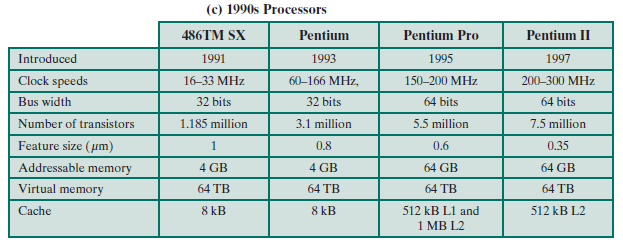 (c) 1990s Processors
486TM SX Pentium Pentium Pro Pentium II
Introduced 1991 1993 1995 1997
Clock speeds 16–33 MHz 60–166 MHz, 150–200 MHz 200–300 MHz
Bus width 32 bits 32 bits 64 bits 64 bits
Number of transistors 1.185 million 3.1 million 5.5 million 7.5 million
Feature size (μm) 1 0.8 0.6 0.35
Addressable memory 4 GB 4 GB 64 GB 64 GB
Virtual memory 64 TB 64 TB 64 TB 64 TB
Cache 8 kB 8 kB 512 kB L1 and 512 kB L2
1 MB L2